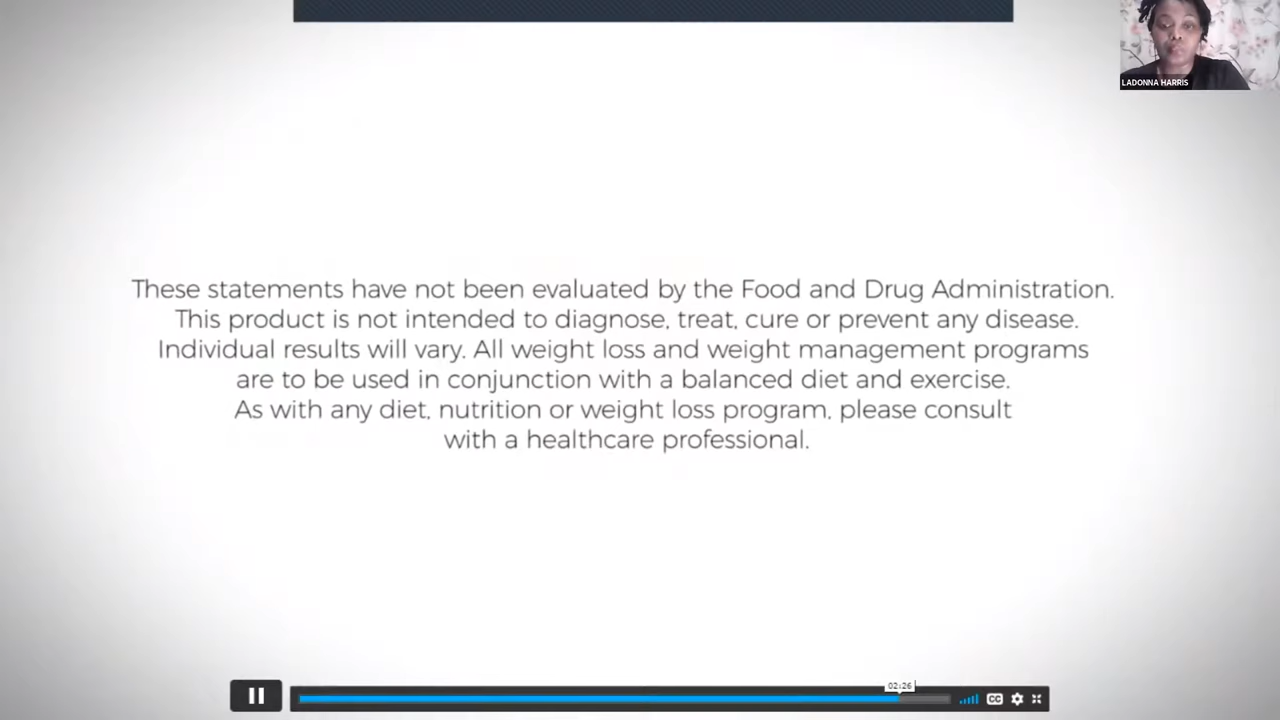 LADONNA HARRIS
These statements have not been evaluated by the Food and Drug Administration.
This product is not intended to diagnose, treat, cure or prevent any disease.
Individual results will vary. All weight loss and weight management programs
are to be used in conjunction with a balanced diet and exercise.
As with any diet, nutrition or weight loss program, please consult
with a healthcare professional.
02:26
CC